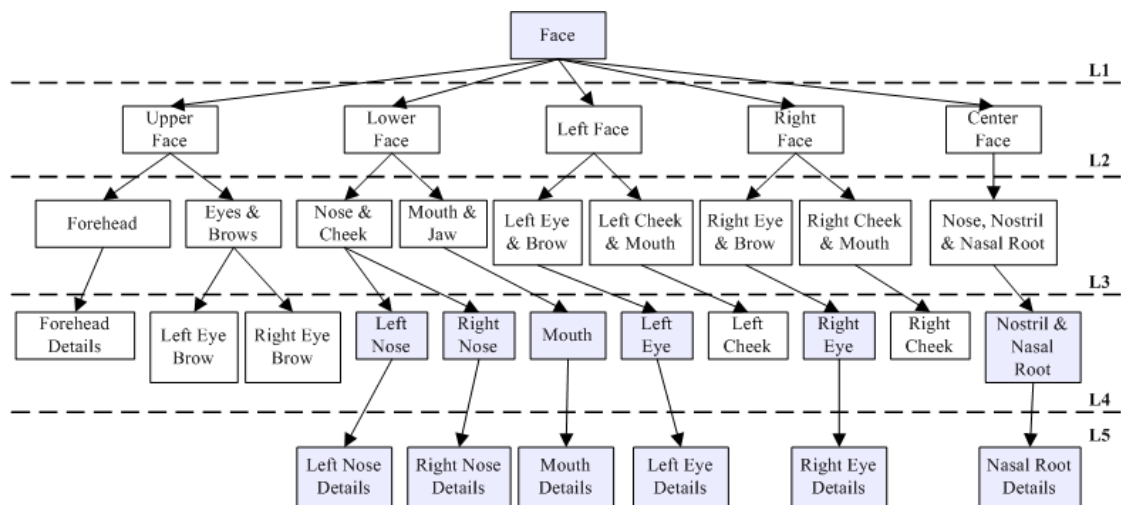 Face
L1
Upper
Face
Lower
Face
Left Face
Right
Face
Center
Face
L2
Forehead
Eyes &
Brows
Nose &
Cheek
Mouth &
Jaw
Left Eye
& Brow
Left Cheek
& Mouth
Right Eye
& Brow
Right Cheek
& Mouth
Nose, Nostril
& Nasal Root
L3
Forehead
Details
Left Eye
Brow
Right Eye
Brow
Left
Nose
Right
Nose
Mouth
Left
Eye
Left
Cheek
Right
Eye
Right
Cheek
Nostril &
Nasal
Root
L4
L5
Left Nose
Details
Right Nose
Details
Mouth
Details
Left Eye
Details
Right Eye
Details
Nasal Root
Details